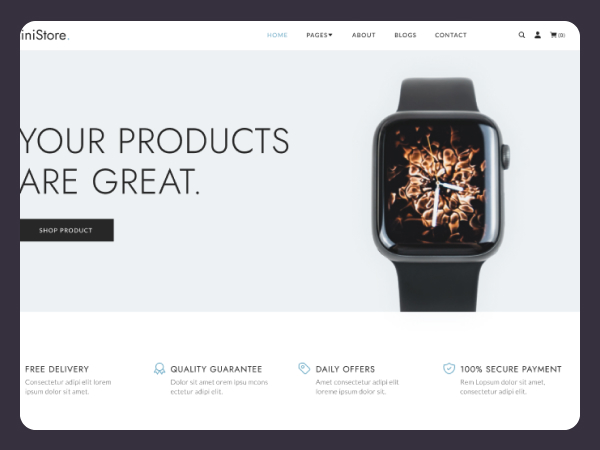 iniStore.
HOME PAGES ABOUT BLOGS CONTACT (0)
YOUR PRODUCTS
ARE GREAT.
SHOP PRODUCT
FREE DELIVERY
Consectetur adipi elit lorem
ipsum dolor sit amet.
QUALITY GUARANTEE
Dolor sit amet orem ipsu mcons
ectetur adipi elit.
DAILY OFFERS
Amet consectetur adipi elit
loreme ipsum dolor sit.
100% SECURE PAYMENT
Rem Lopsum dolor sit amet,
consectetur adipi elit.